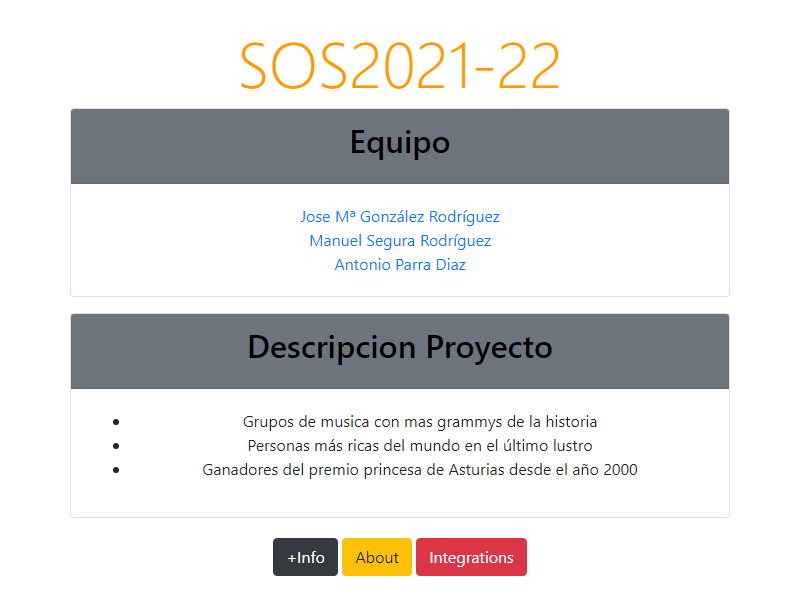 SOS2021-22
Equipo
Jose Mª González Rodríguez
Manuel Segura Rodríguez
Antonio Parra Diaz
Descripcion Proyecto
Grupos de musica con mas grammys de la historia
Personas más ricas del mundo en el último lustro
Ganadores del premio princesa de Asturias desde el año 2000
+Info About Integrations